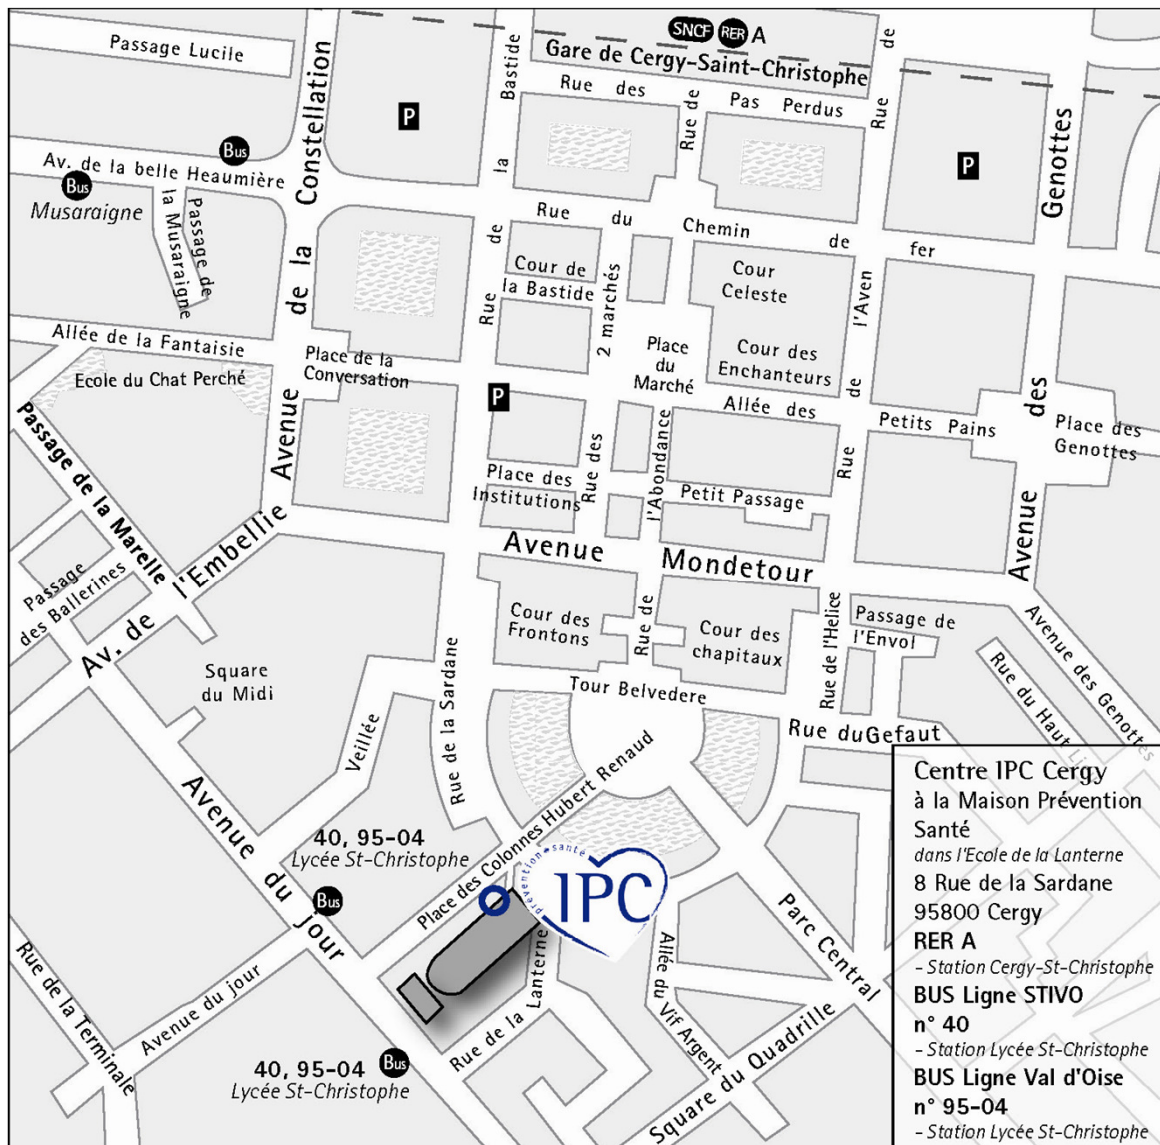 SNCF RER A
Gare de Cergy-Saint-Christophe
Passage Lucile
Avenue de la Constellation
Rue de la Bastide
Rue des Pas Perdus
Rue de
Rue de l'Aven
Rue de
Avenue des Genottes
P
P
P
Bus
Av. de la belle Heaumière
Bus
Musaraigne
Passage de
la Musaraigne
Rue du Chemin de fer
Cour de
la Bastide
Rue des 2 marchés
Cour
Celeste
Place
du
Marché
Cour des
Enchanteurs
Allée de la Fantaisie
Place de la
Conversation
Ecole du Chat Perché
Allée des Petits Pains
Place des
Genottes
Passage de la Marelle
l'Abondance
Place des
Institutions
Petit Passage
Avenue Mondetour
Av. de l'Embellie
Passage
des Ballerines
Cour des
Frontons
Rue de
Cour des
chapitaux
Rue de l'Helice
Passage de
l'Envol
Avenue des Genottes
Rue du Haut
Square
du Midi
Tour Belvedere
Rue duGefaut
Rue de la Sardane
Veillée
Avenue du jour
Place des Colonnes Hubert Renaud
40, 95-04
Lycée St-Christophe
Bus
prévention santé
IPC
Parc Central
Rue de la Terminale
Avenue du jour
Rue de la Lanterne
Allée du Vif Argent
Square du Quadrille
40, 95-04
Lycée St-Christophe
Bus
Centre IPC Cergy
à la Maison Prévention
Santé
dans l'Ecole de la Lanterne
8 Rue de la Sardane
95800 Cergy
RER A
- Station Cergy-St-Christophe
BUS Ligne STIVO
n° 40
- Station Lycée St-Christophe
BUS Ligne Val d'Oise
n° 95-04
- Station Lycée St-Christophe